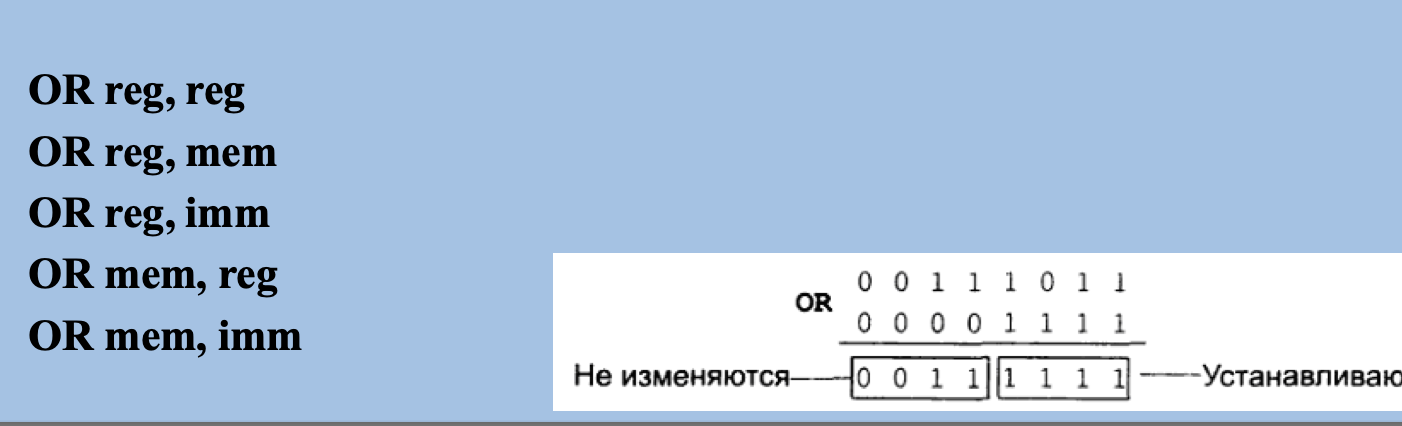 OR reg, reg
OR reg, mem
OR reg, imm
OR mem, reg
OR mem, imm
0 0 1 1 1 0 1 1
OR
0 0 0 0 1 1 1 1
Не изменяются 0 0 1 1 1 1 1 1 Устанавливаю